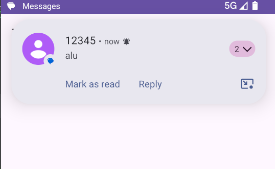 Messages 5G
12345 • now
alu
2
Mark as read Reply